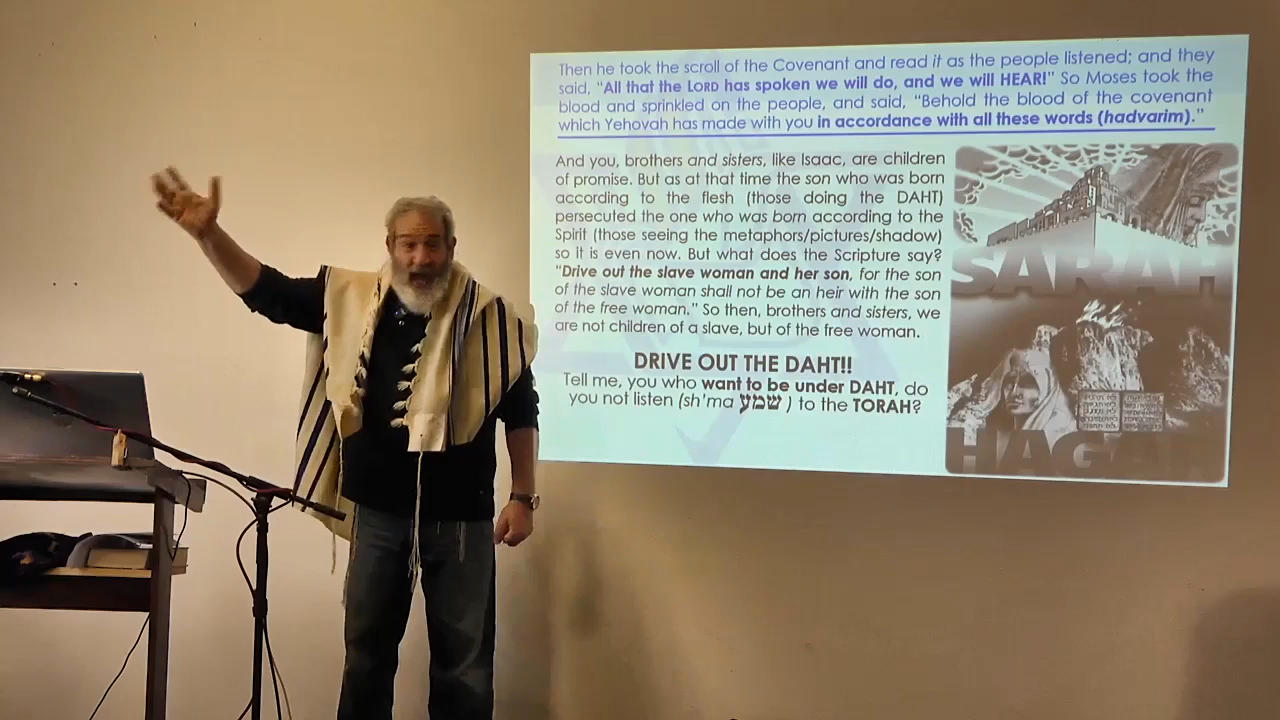 Then he took the scroll of the Covenant and read it as the people listened; and they
said, “All that the LORD has spoken we will do, and we will HEAR!” So Moses took the
blood and sprinkled on the people, and said, “Behold the blood of the covenant
which Yehovah has made with you in accordance with all these words (hadvarim).”
And you, brothers and sisters, like Isaac, are children
of promise. But as at that time the son who was born
according to the flesh (those doing the DAHT)
persecuted the one who was born according to the
Spirit (those seeing the metaphors/pictures/shadow)
so it is even now. But what does the Scripture say?
“Drive out the slave woman and her son, for the son
of the slave woman shall not be an heir with the son
of the free woman.” So then, brothers and sisters, we
are not children of a slave, but of the free woman.
DRIVE OUT THE DAHT!!
Tell me, you who want to be under DAHT, do
you not listen (sh’ma שמע ) to the TORAH?
SARAH
HAGAR